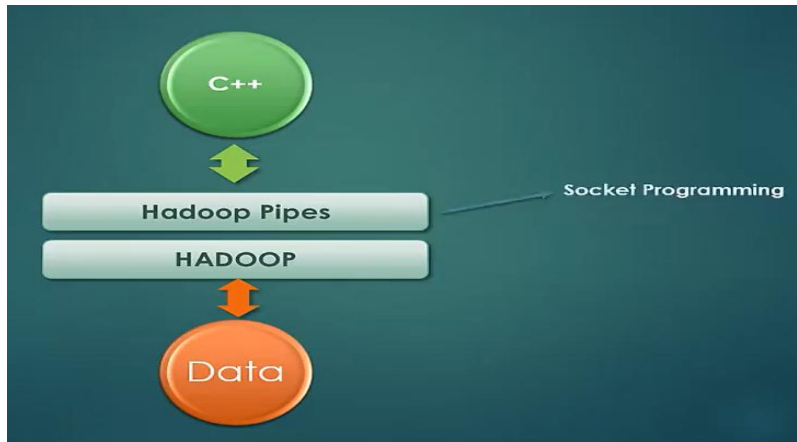 C++
Hadoop Pipes
Socket Programming
HADOOP
Data